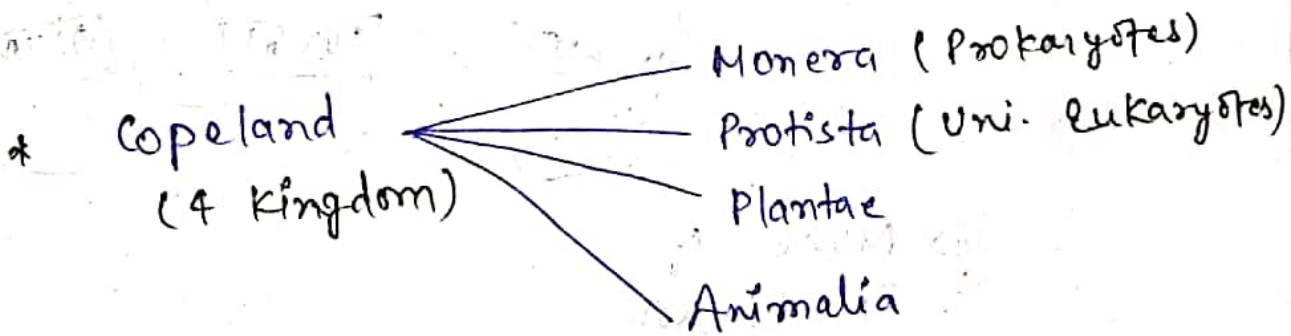 * Copeland
(4 Kingdom)
Monera (Prokaryotes)
Protista (Uni. Eukaryotes)
Plantae
Animalia